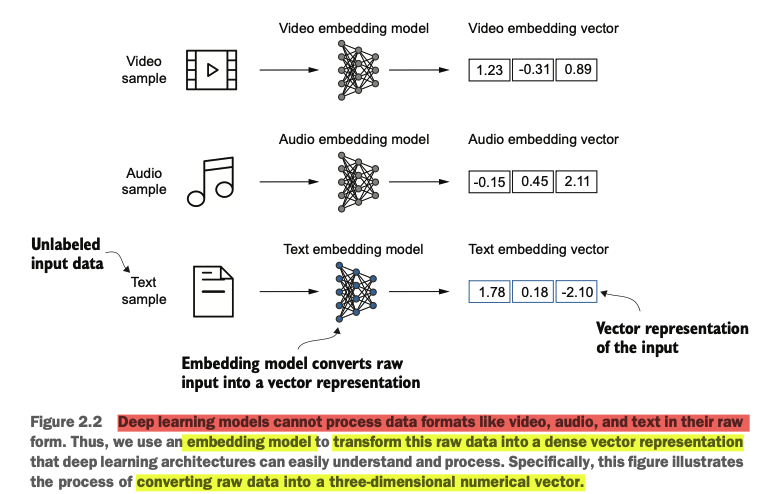 Video embedding model
Video embedding vector
Video
sample
1.23 -0.31 0.89
Audio embedding model
Audio embedding vector
Audio
sample
-0.15 0.45 2.11
Unlabeled
input data
Text embedding model
Text embedding vector
Text
sample
1.78 0.18 -2.10
Embedding model converts raw
input into a vector representation
Vector representation
of the input
Figure 2.2 Deep learning models cannot process data formats like video, audio, and text in their raw
form. Thus, we use an embedding model to transform this raw data into a dense vector representation
that deep learning architectures can easily understand and process. Specifically, this figure illustrates
the process of converting raw data into a three-dimensional numerical vector.